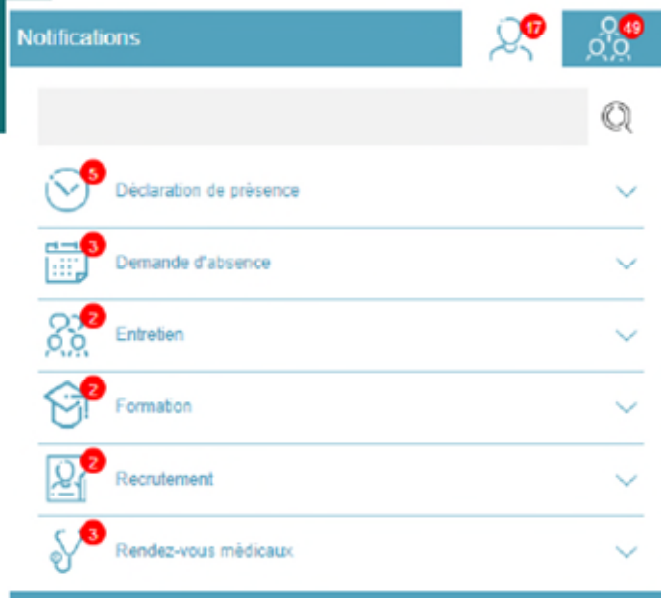 Notifications
17
49
5
Déclaration de présence
3
Demande d'absence
2
Entretien
2
Formation
2
Recrutement
3
Rendez-vous médicaux